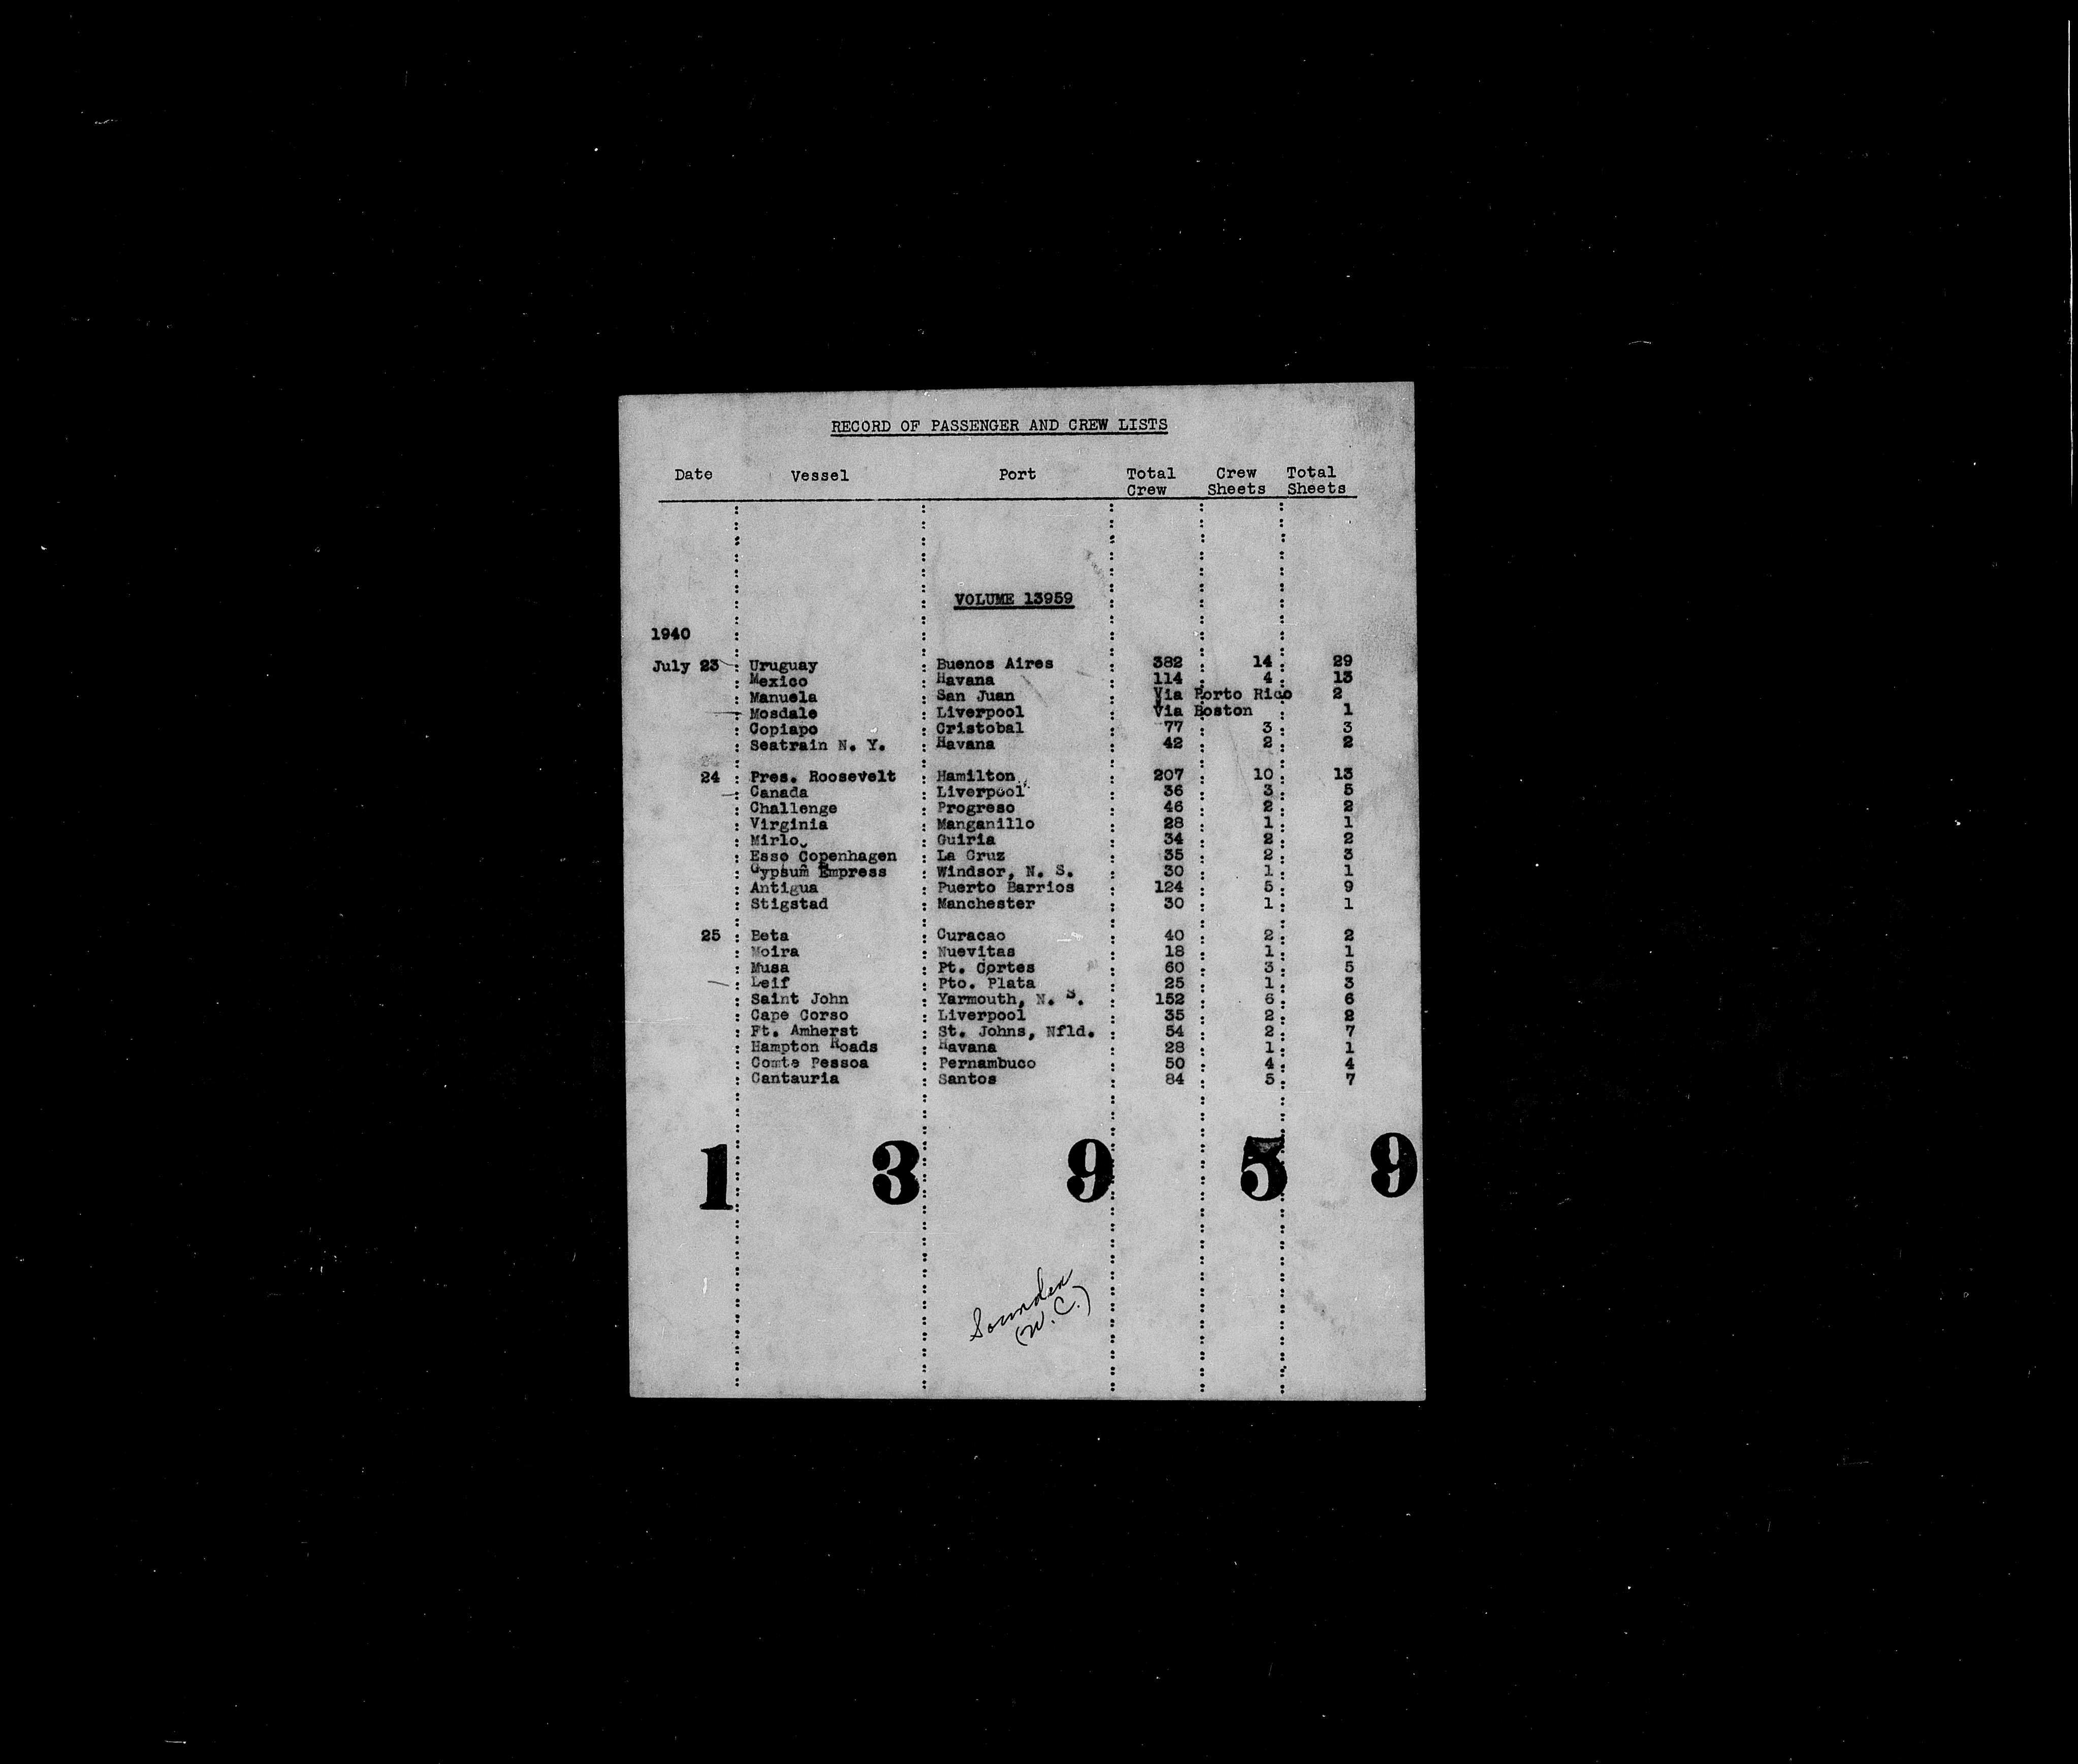 RECORD OF PASSENGER AND CREW LISTS
Date Vessel Port Total Crew Crew Sheets Total Sheets
VOLUME 13959
1940
July 23 : Uruguay : Buenos Aires : 382 : 14 : 29
: Mexico : Havana : 114 : 4 : 13
: Manuela : San Juan : Via Porto Rico 2
: Mosdale : Liverpool : Via Boston : 1
: Copiapo : Cristobal : 77 : 3 : 3
: Seatrain N. Y. : Havana : 42 : 2 : 2
24 : Pres. Roosevelt : Hamilton : 207 : 10 : 13
: Canada : Liverpool : 36 : 3 : 5
: Challenge : Progreso : 46 : 2 : 2
: Virginia : Manganillo : 28 : 1 : 1
: Mirlo : Guiria : 34 : 2 : 2
: Esso Copenhagen : La Cruz : 35 : 2 : 3
: Gypsum Empress : Windsor, N. S. : 30 : 1 : 1
: Antigua : Puerto Barrios : 124 : 5 : 9
: Stigstad : Manchester : 30 : 1 : 1
25 : Beta : Curacao : 40 : 2 : 2
: Moira : Nuevitas : 18 : 1 : 1
: Musa : Pt. Cortes : 60 : 3 : 5
: Leif : Pto. Plata : 25 : 1 : 3
: Saint John : Yarmouth, N. S. : 152 : 6 : 6
: Cape Corso : Liverpool : 35 : 2 : 2
: Ft. Amherst : St. Johns, Nfld. : 54 : 2 : 7
: Hampton Roads : Havana : 28 : 1 : 1
: Comte Pessoa : Pernambuco : 50 : 4 : 4
: Cantauria : Santos : 84 : 5 : 7
1 3 9 5 9
(W. C.)